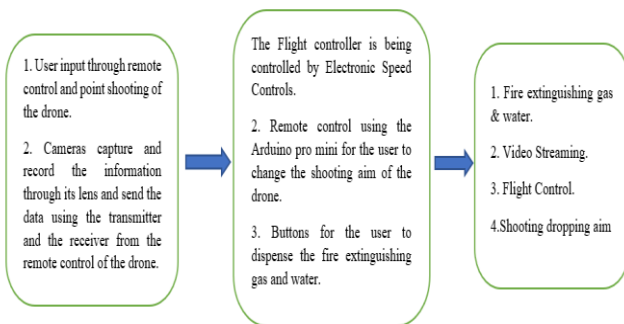 1. User input through remote
control and point shooting of
the drone.
2. Cameras capture and
record the information
through its lens and send the
data using the transmitter
and the receiver from the
remote control of the drone.
The Flight controller is being
controlled by Electronic Speed
Controls.
2. Remote control using the
Arduino pro mini for the user to
change the shooting aim of the
drone.
3. Buttons for the user to
dispense the fire extinguishing
gas and water.
1. Fire extinguishing gas
& water.
2. Video Streaming.
3. Flight Control.
4.Shooting dropping aim